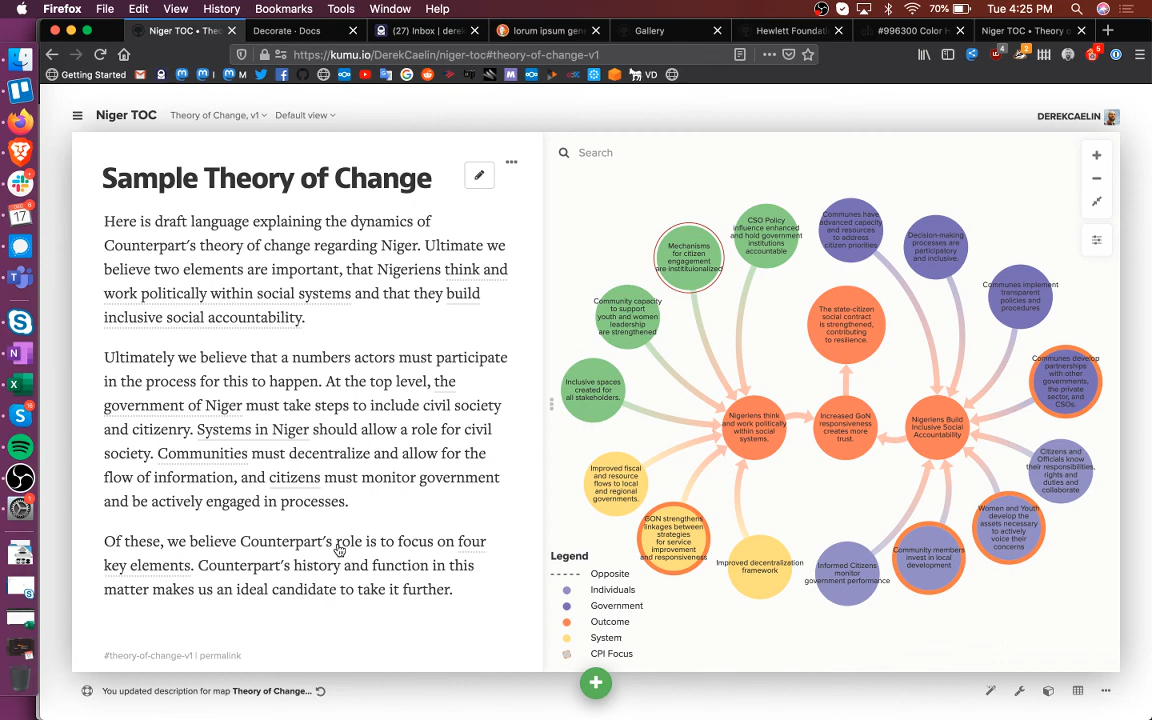 Firefox File Edit View History Bookmarks Tools Window Help
70% Tue 4:25 PM
Niger TOC • Theo
Decorate · Docs
(27) Inbox | derek
lorum ipsum gene
Gallery
Hewlett Foundati
#996300 Color H
Niger TOC • Theory o
https://kumu.io/DerekCaelin/niger-toc#theory-of-change-v1
Getting Started
M
VD
Niger TOC Theory of Change, v1 Default view
DEREKCAELIN
Sample Theory of Change
Here is draft language explaining the dynamics of
Counterpart's theory of change regarding Niger. Ultimate we
believe two elements are important, that Nigeriens think and
work politically within social systems and that they build
inclusive social accountability.
Ultimately we believe that a numbers actors must participate
in the process for this to happen. At the top level, the
government of Niger must take steps to include civil society
and citizenry. Systems in Niger should allow a role for civil
society. Communities must decentralize and allow for the
flow of information, and citizens must monitor government
and be actively engaged in processes.
Of these, we believe Counterpart's role is to focus on four
key elements. Counterpart's history and function in this
matter makes us an ideal candidate to take it further.
#theory-of-change-v1 | permalink
Search
Mechanisms
for citizen
engagement
are instituionalized
CSO Policy
influence enhanced
and hold government
institutions
accountable
Communes have
advanced capacity
and resources
to address
citizen priorities
Decision-making
processes are
participatory
and inclusive.
Communes implement
transparent
policies and
procedures
Community capacity
to support
youth and women
leadership
are strengthened
The state-citizen
social contract
is strengthened,
contributing
to resilience.
Communes develop
partnerships
with other
governments,
the private
sector, and
CSOs.
Inclusive spaces
created for
all stakeholders.
Nigeriens think
and work politically
within social
systems.
Increased GoN
responsiveness
creates more
trust.
Nigeriens Build
Inclusive Social
Accountability
Citizens and
Officials know
their responsibilities,
rights and
duties and
collaborate
Improved fiscal
and resource
flows to local
and regional
governments.
GON strengthens
linkages between
strategies
for service
improvement
and responsiveness
Women and Youth
develop the
assets necessary
to actively
voice their
concerns
Improved decentralization
framework
Informed Citizens
monitor
government performance
Community members
invest in local
development
Legend
Opposite
Individuals
Government
Outcome
System
CPI Focus
You updated description for map Theory of Change...